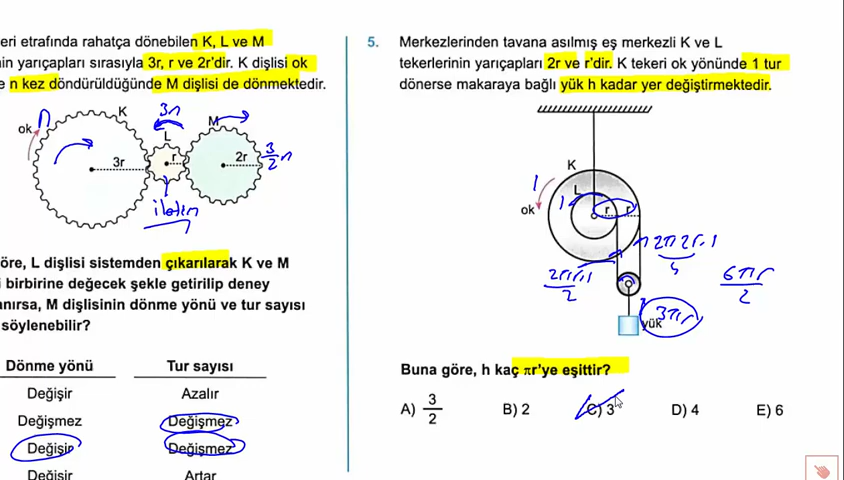 eri etrafında rahatça dönebilen K, L ve M
nin yarıçapları sırasıyla 3r, r ve 2r'dir. K dişlisi ok
e n kez döndürüldüğünde M dişlisi de dönmektedir.
3n
n
K
ok
L
M
3r
r
2r
3/2 n
iletim
öre, L dişlisi sistemden çıkarılarak K ve M
i birbirine değecek şekle getirilip deney
anırsa, M dişlisinin dönme yönü ve tur sayısı
söylenebilir?
Dönme yönü Tur sayısı
Değişir Azalır
Değişmez Değişmez
Değişir Değişmez
Değişir Artar
5. Merkezlerinden tavana asılmış eş merkezli K ve L
tekerlerinin yarıçapları 2r ve r'dir. K tekeri ok yönünde 1 tur
dönerse makaraya bağlı yük h kadar yer değiştirmektedir.
K
1
L
1
ok
r r
2πr.1/2
2π2r.1
6πr/2
3πr
yük
Buna göre, h kaç πr'ye eşittir?
A) 3/2 B) 2 C) 3 D) 4 E) 6